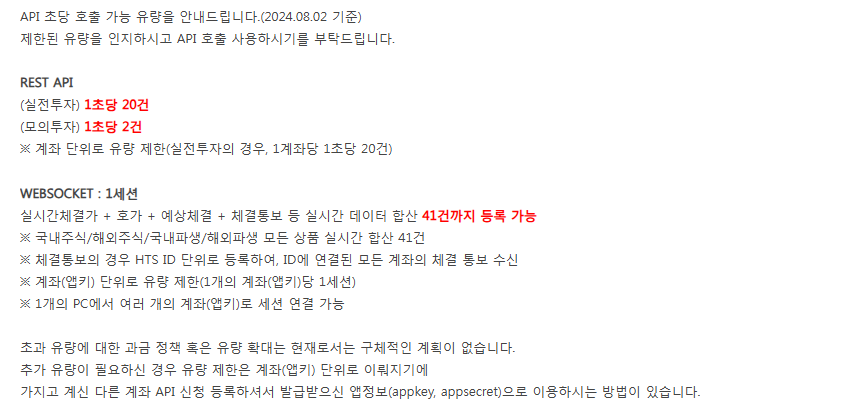 API 초당 호출 가능 유량을 안내드립니다.(2024.08.02 기준)
제한된 유량을 인지하시고 API 호출 사용하시기를 부탁드립니다.
REST API
(실전투자) 1초당 20건
(모의투자) 1초당 2건
※ 계좌 단위로 유량 제한(실전투자의 경우, 1계좌당 1초당 20건)
WEBSOCKET : 1세션
실시간체결가 + 호가 + 예상체결 + 체결통보 등 실시간 데이터 합산 41건까지 등록 가능
※ 국내주식/해외주식/국내파생/해외파생 모든 상품 실시간 합산 41건
※ 체결통보의 경우 HTS ID 단위로 등록하여, ID에 연결된 모든 계좌의 체결 통보 수신
※ 계좌(앱키) 단위로 유량 제한(1개의 계좌(앱키)당 1세션)
※ 1개의 PC에서 여러 개의 계좌(앱키)로 세션 연결 가능
초과 유량에 대한 과금 정책 혹은 유량 확대는 현재로서는 구체적인 계획이 없습니다.
추가 유량이 필요하신 경우 유량 제한은 계좌(앱키) 단위로 이뤄지기에
가지고 계신 다른 계좌 API 신청 등록하셔서 발급받으신 앱정보(appkey, appsecret)으로 이용하시는 방법이 있습니다.